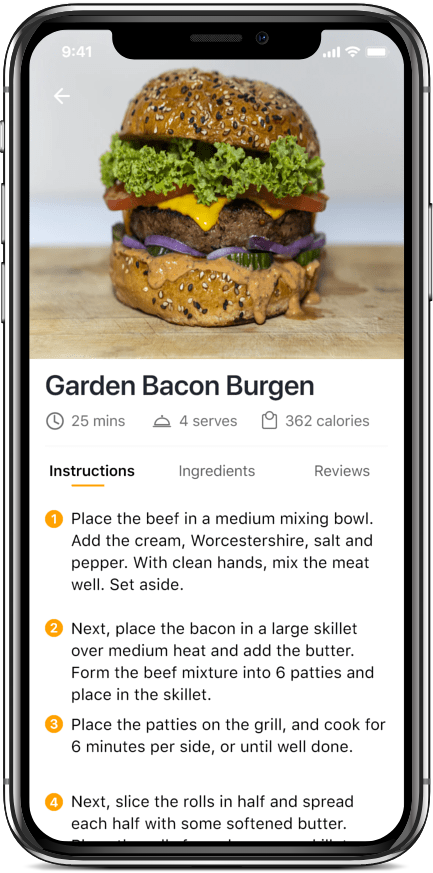 9:41
Garden Bacon Burgen
25 mins 4 serves 362 calories
Instructions Ingredients Reviews
1 Place the beef in a medium mixing bowl.
Add the cream, Worcestershire, salt and
pepper. With clean hands, mix the meat
well. Set aside.
2 Next, place the bacon in a large skillet
over medium heat and add the butter.
Form the beef mixture into 6 patties and
place in the skillet.
3 Place the patties on the grill, and cook for
6 minutes per side, or until well done.
4 Next, slice the rolls in half and spread
each half with some softened butter.